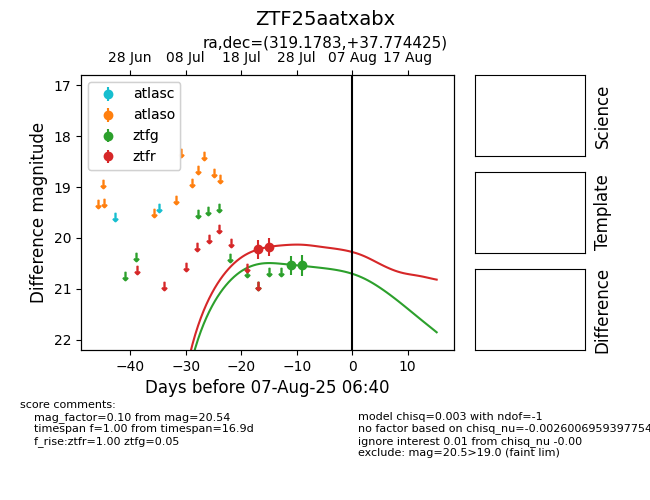 ZTF25aatxabx
ra,dec=(319.1783,+37.774425)
28 Jun 08 Jul 18 Jul 28 Jul 07 Aug 17 Aug
17
18
19
20
21
22
Difference magnitude
atlasc
atlaso
ztfg
ztfr
−40 −30 −20 −10 0 10
Days before 07-Aug-25 06:40
Science
Template
Difference
score comments:
mag_factor=0.10 from mag=20.54
timespan f=1.00 from timespan=16.9d
f_rise:ztfr=1.00 ztfg=0.05
model chisq=0.003 with ndof=-1
no factor based on chisq_nu=-0.0026006959397754
ignore interest 0.01 from chisq_nu -0.00
exclude: mag=20.5>19.0 (faint lim)